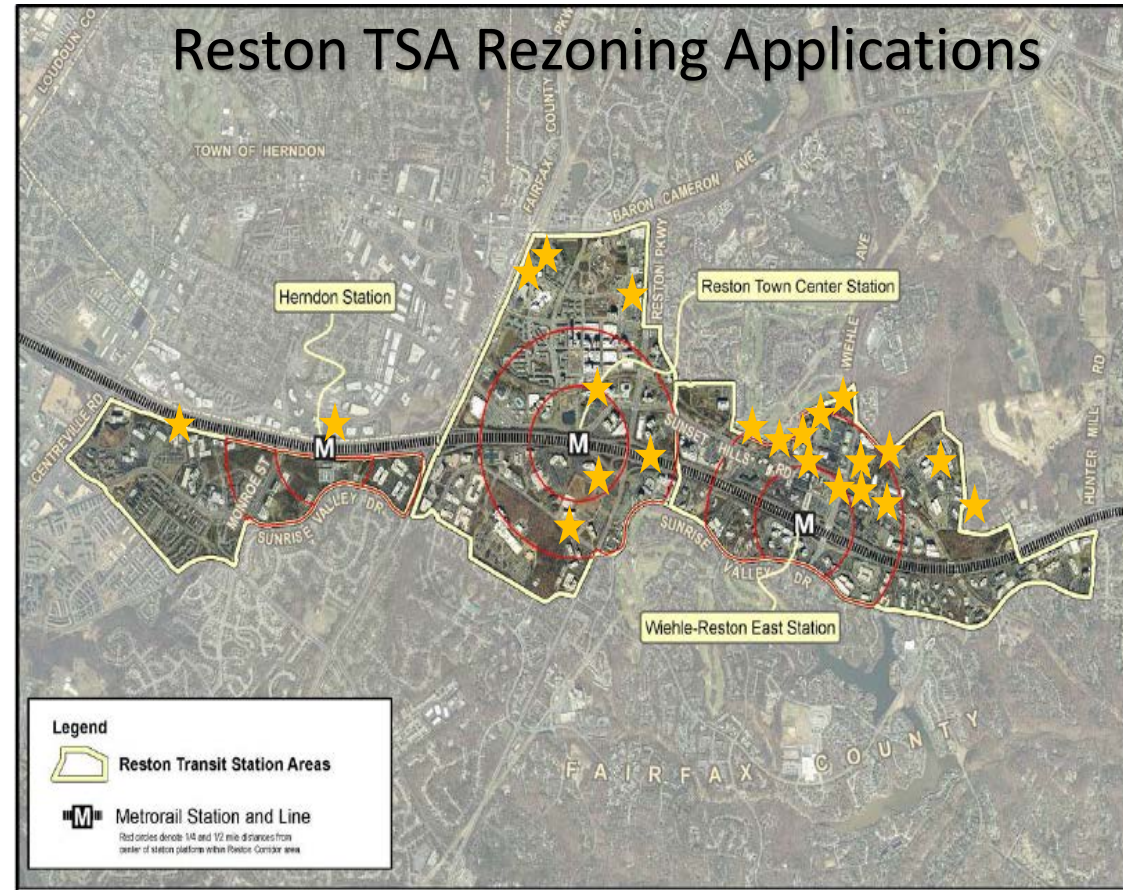 Reston TSA Rezoning Applications
LOUDOUN CO
FAIRFAX COUNTY PKWY
TOWN OF HERNDON
BARON CAMERON AVE
RESTON PKWY
Herndon Station
Reston Town Center Station
WIEHLE AVE
HUNTER MILL RD
CENTREVILLE RD
SUNSET HILLS RD
M
M
MONROE ST
SUNRISE VALLEY DR
M
SUNRISE VALLEY DR
Wiehle-Reston East Station
FAIRFAX COUNTY
Legend
Reston Transit Station Areas
M Metrorail Station and Line
Red circles denote 1/4 and 1/2 mile distances from
center of station platform within Reston Corridor area.